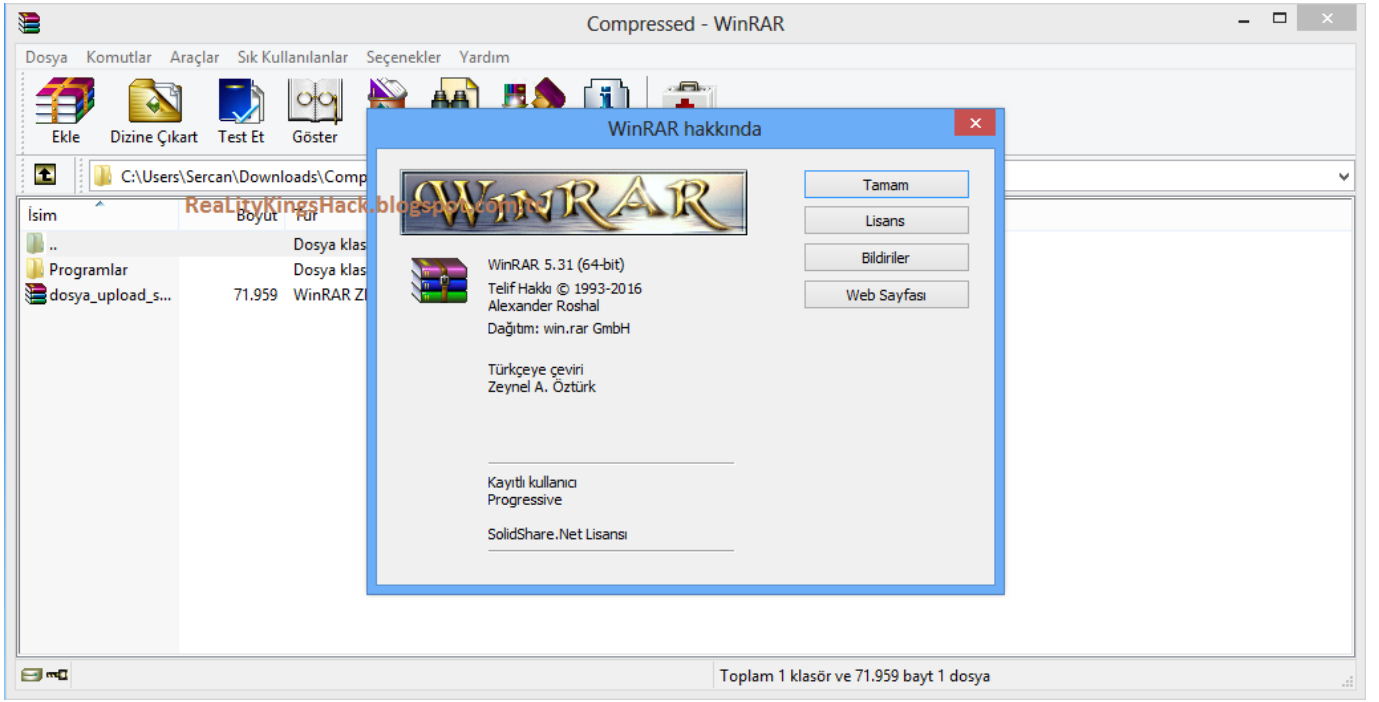 Compressed - WinRAR
Dosya Komutlar Araçlar Sık Kullanılanlar Seçenekler Yardım
Ekle Dizine Çıkart Test Et Göster
WinRAR hakkında
C:\Users\Sercan\Downloads\Comp
ReaLityKingsHack.blogspot.com.tr
İsim Boyut Tür
..
Dosya klas
Programlar Dosya klas
dosya_upload_s... 71.959 WinRAR ZI
WinRAR
WinRAR 5.31 (64-bit)
Telif Hakkı © 1993-2016
Alexander Roshal
Dağıtım: win.rar GmbH
Türkçeye çeviri
Zeynel A. Öztürk
Kayıtlı kullanıcı
Progressive
SolidShare.Net Lisansı
Tamam
Lisans
Bildiriler
Web Sayfası
Toplam 1 klasör ve 71.959 bayt 1 dosya